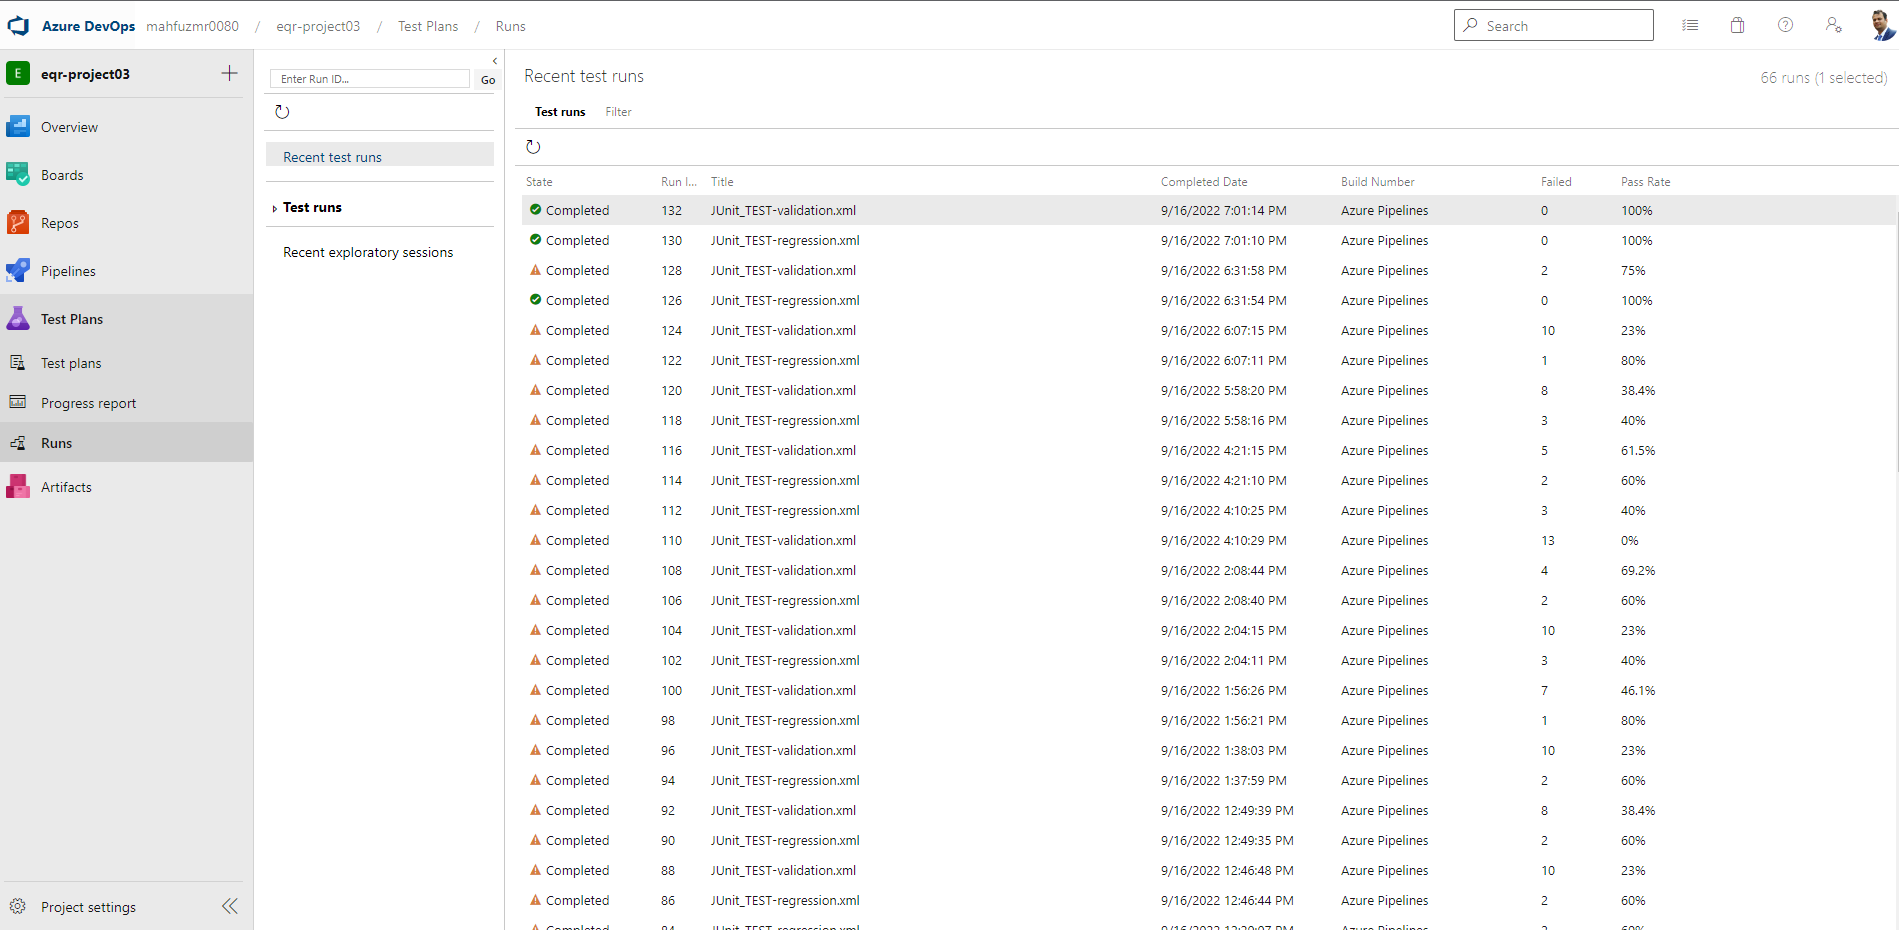 Azure DevOps mahfuzmr0080 / eqr-project03 / Test Plans / Runs
Search
E eqr-project03
Overview
Boards
Repos
Pipelines
Test Plans
Test plans
Progress report
Runs
Artifacts
Project settings
Enter Run ID... Go
Recent test runs
Test runs
Recent exploratory sessions
Recent test runs
66 runs (1 selected)
Test runs Filter
State Run I... Title Completed Date Build Number Failed Pass Rate
Completed 132 JUnit_TEST-validation.xml 9/16/2022 7:01:14 PM Azure Pipelines 0 100%
Completed 130 JUnit_TEST-regression.xml 9/16/2022 7:01:10 PM Azure Pipelines 0 100%
Completed 128 JUnit_TEST-validation.xml 9/16/2022 6:31:58 PM Azure Pipelines 2 75%
Completed 126 JUnit_TEST-regression.xml 9/16/2022 6:31:54 PM Azure Pipelines 0 100%
Completed 124 JUnit_TEST-validation.xml 9/16/2022 6:07:15 PM Azure Pipelines 10 23%
Completed 122 JUnit_TEST-regression.xml 9/16/2022 6:07:11 PM Azure Pipelines 1 80%
Completed 120 JUnit_TEST-validation.xml 9/16/2022 5:58:20 PM Azure Pipelines 8 38.4%
Completed 118 JUnit_TEST-regression.xml 9/16/2022 5:58:16 PM Azure Pipelines 3 40%
Completed 116 JUnit_TEST-validation.xml 9/16/2022 4:21:15 PM Azure Pipelines 5 61.5%
Completed 114 JUnit_TEST-regression.xml 9/16/2022 4:21:10 PM Azure Pipelines 2 60%
Completed 112 JUnit_TEST-regression.xml 9/16/2022 4:10:25 PM Azure Pipelines 3 40%
Completed 110 JUnit_TEST-validation.xml 9/16/2022 4:10:29 PM Azure Pipelines 13 0%
Completed 108 JUnit_TEST-validation.xml 9/16/2022 2:08:44 PM Azure Pipelines 4 69.2%
Completed 106 JUnit_TEST-regression.xml 9/16/2022 2:08:40 PM Azure Pipelines 2 60%
Completed 104 JUnit_TEST-validation.xml 9/16/2022 2:04:15 PM Azure Pipelines 10 23%
Completed 102 JUnit_TEST-regression.xml 9/16/2022 2:04:11 PM Azure Pipelines 3 40%
Completed 100 JUnit_TEST-validation.xml 9/16/2022 1:56:26 PM Azure Pipelines 7 46.1%
Completed 98 JUnit_TEST-regression.xml 9/16/2022 1:56:21 PM Azure Pipelines 1 80%
Completed 96 JUnit_TEST-validation.xml 9/16/2022 1:38:03 PM Azure Pipelines 10 23%
Completed 94 JUnit_TEST-regression.xml 9/16/2022 1:37:59 PM Azure Pipelines 2 60%
Completed 92 JUnit_TEST-validation.xml 9/16/2022 12:49:39 PM Azure Pipelines 8 38.4%
Completed 90 JUnit_TEST-regression.xml 9/16/2022 12:49:35 PM Azure Pipelines 2 60%
Completed 88 JUnit_TEST-validation.xml 9/16/2022 12:46:48 PM Azure Pipelines 10 23%
Completed 86 JUnit_TEST-regression.xml 9/16/2022 12:46:44 PM Azure Pipelines 2 60%